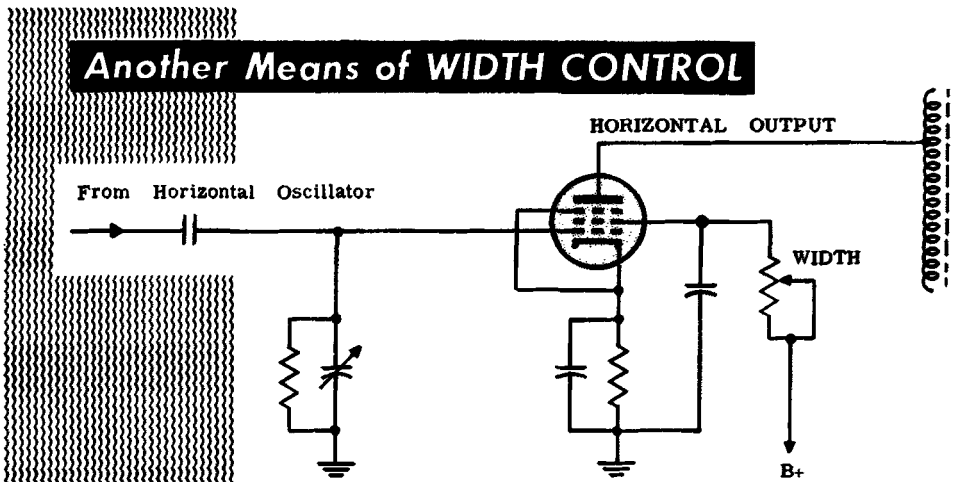 Another Means of WIDTH CONTROL
HORIZONTAL OUTPUT
From Horizontal Oscillator
WIDTH
B+